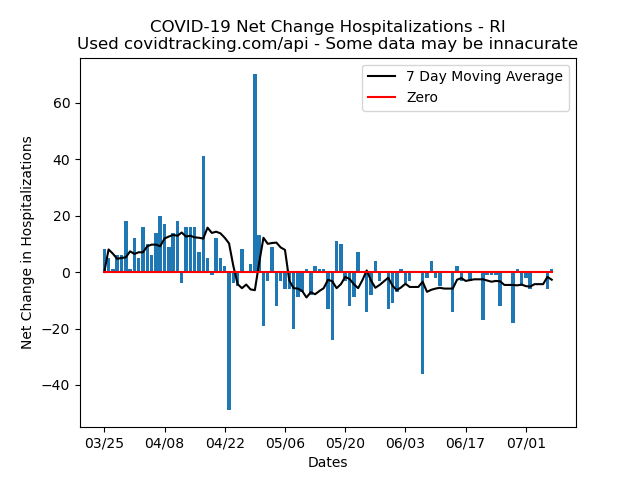 COVID-19 Net Change Hospitalizations - RI
Used covidtracking.com/api - Some data may be innacurate
7 Day Moving Average
Zero
Net Change in Hospitalizations
60
40
20
0
−20
−40
03/25 04/08 04/22 05/06 05/20 06/03 06/17 07/01
Dates